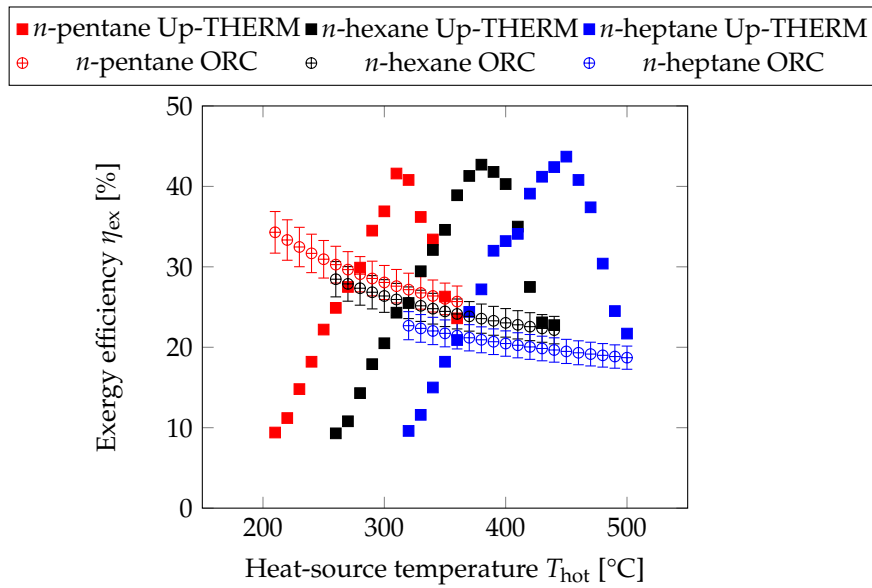 n-pentane Up-THERM n-hexane Up-THERM n-heptane Up-THERM
n-pentane ORC n-hexane ORC n-heptane ORC
50
40
30
20
10
0
Exergy efficiency ηex [%]
200 300 400 500
Heat-source temperature Thot [°C]